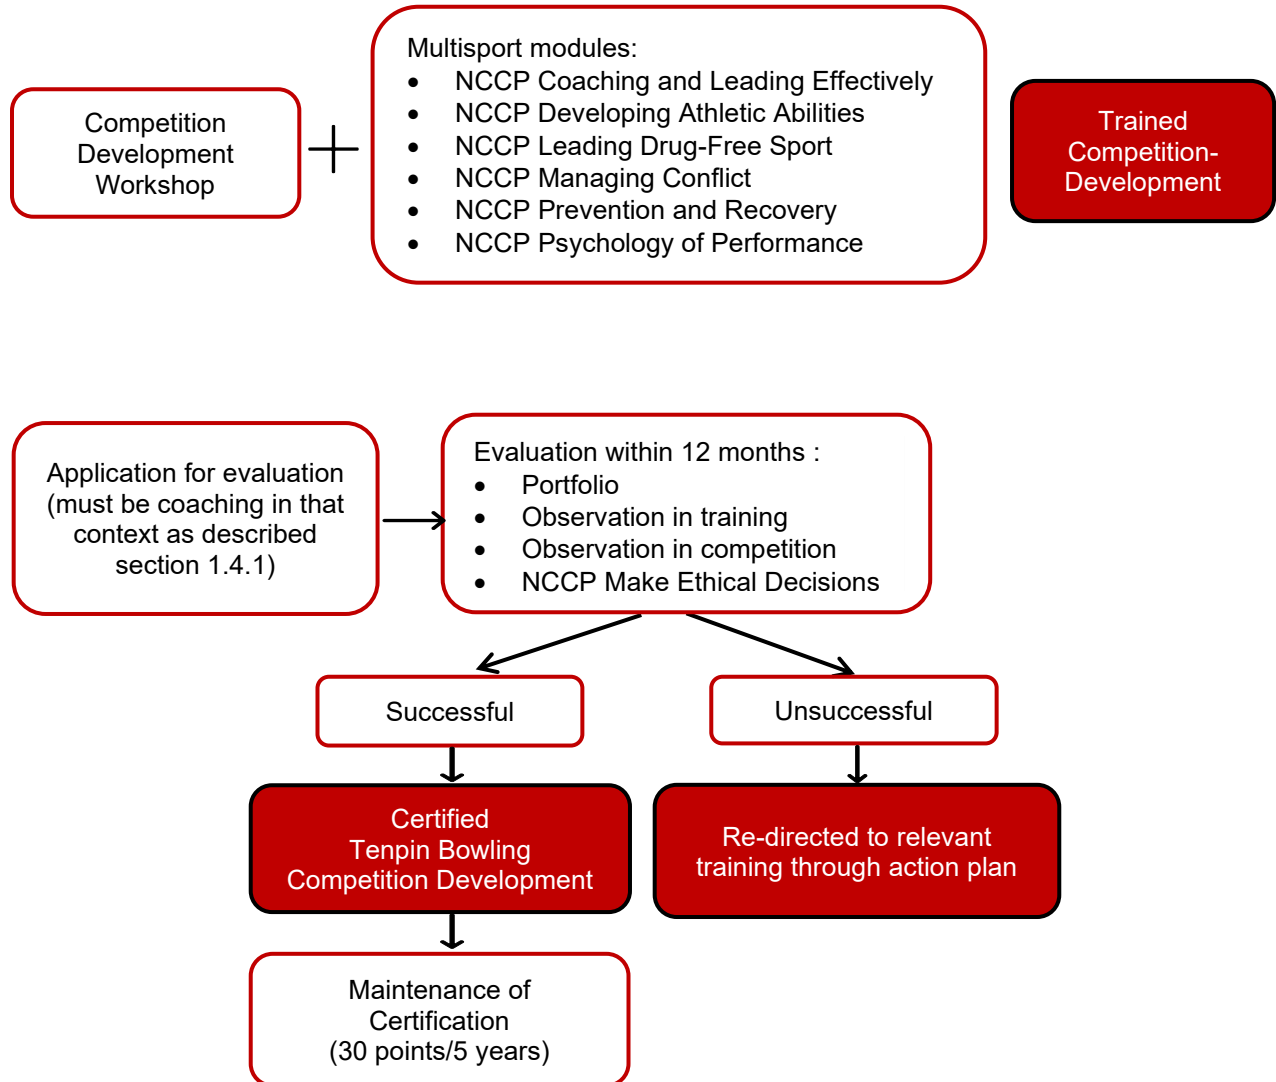 Competition
Development
Workshop
Multisport modules:
• NCCP Coaching and Leading Effectively
• NCCP Developing Athletic Abilities
• NCCP Leading Drug-Free Sport
• NCCP Managing Conflict
• NCCP Prevention and Recovery
• NCCP Psychology of Performance
Trained
Competition-
Development
Application for evaluation
(must be coaching in that
context as described
section 1.4.1)
Evaluation within 12 months :
• Portfolio
• Observation in training
• Observation in competition
• NCCP Make Ethical Decisions
Successful
Unsuccessful
Certified
Tenpin Bowling
Competition Development
Re-directed to relevant
training through action plan
Maintenance of
Certification
(30 points/5 years)